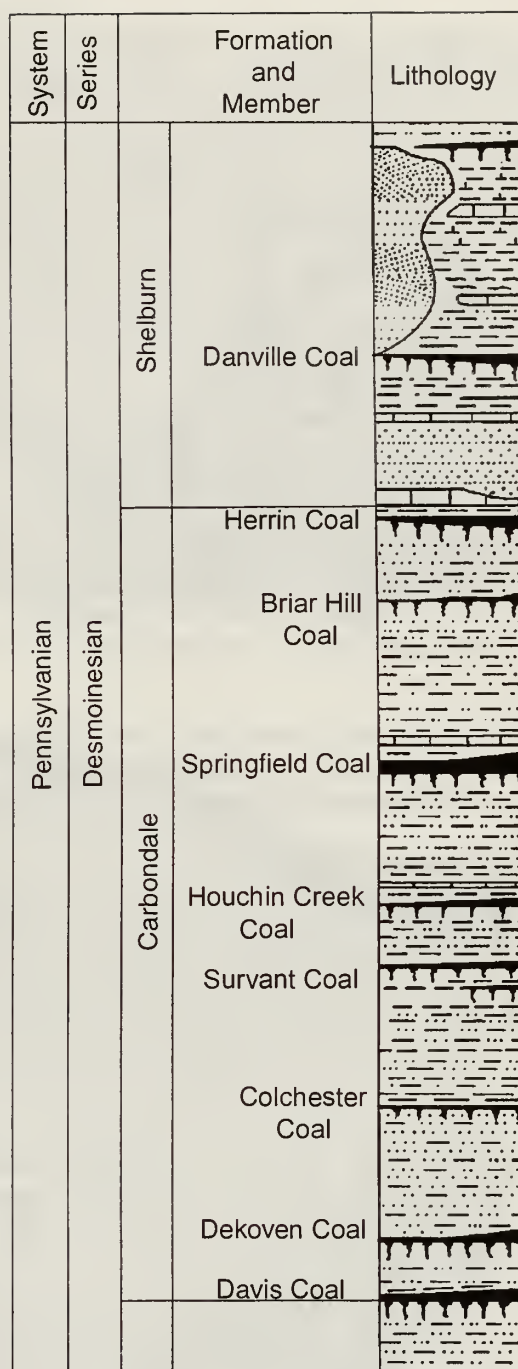 System
Series
Formation
and
Member
Lithology
Pennsylvanian
Desmoinesian
Shelburn
Danville Coal
Carbondale
Herrin Coal
Briar Hill
Coal
Springfield Coal
Houchin Creek
Coal
Survant Coal
Colchester
Coal
Dekoven Coal
Davis Coal